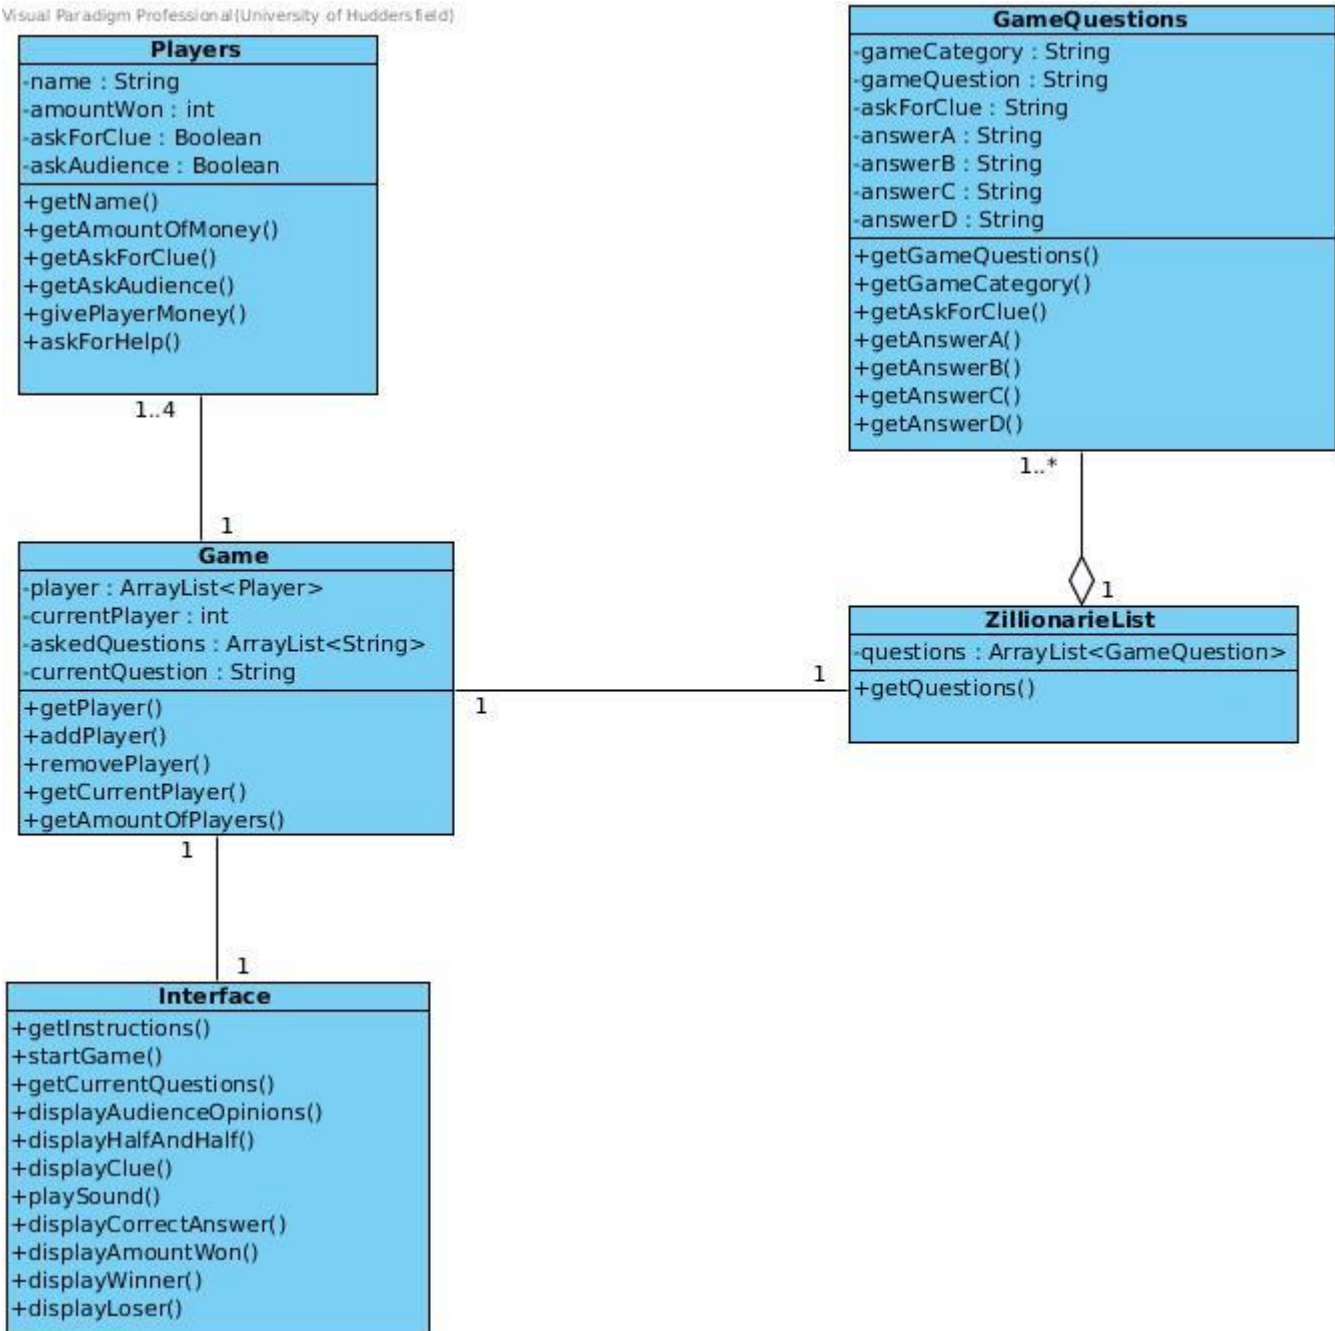 Visual Paradigm Professional(University of Huddersfield)
Players
-name : String
-amountWon : int
-askForClue : Boolean
-askAudience : Boolean
+getName()
+getAmountOfMoney()
+getAskForClue()
+getAskAudience()
+givePlayerMoney()
+askForHelp()
1..4
1
Game
-player : ArrayList<Player>
-currentPlayer : int
-askedQuestions : ArrayList<String>
-currentQuestion : String
+getPlayer()
+addPlayer()
+removePlayer()
+getCurrentPlayer()
+getAmountOfPlayers()
1
1
Interface
+getInstructions()
+startGame()
+getCurrentQuestions()
+displayAudienceOpinions()
+displayHalfAndHalf()
+displayClue()
+playSound()
+displayCorrectAnswer()
+displayAmountWon()
+displayWinner()
+displayLoser()
1
1
GameQuestions
-gameCategory : String
-gameQuestion : String
-askForClue : String
-answerA : String
-answerB : String
-answerC : String
-answerD : String
+getGameQuestions()
+getGameCategory()
+getAskForClue()
+getAnswerA()
+getAnswerB()
+getAnswerC()
+getAnswerD()
1..*
1
ZillionarieList
-questions : ArrayList<GameQuestion>
+getQuestions()